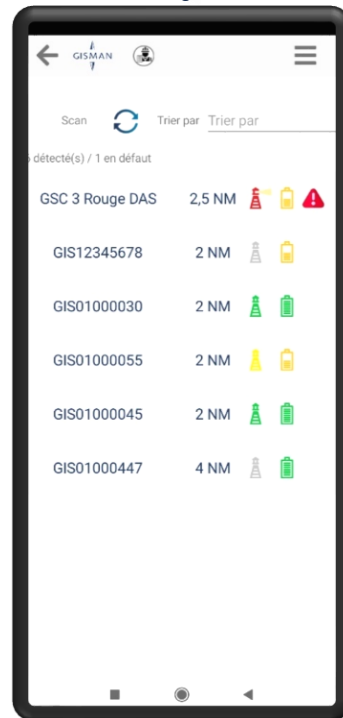 GISMAN
Scan Trier par Trier par
détecté(s) / 1 en défaut
GSC 3 Rouge DAS 2,5 NM
GIS12345678 2 NM
GIS01000030 2 NM
GIS01000055 2 NM
GIS01000045 2 NM
GIS01000447 4 NM